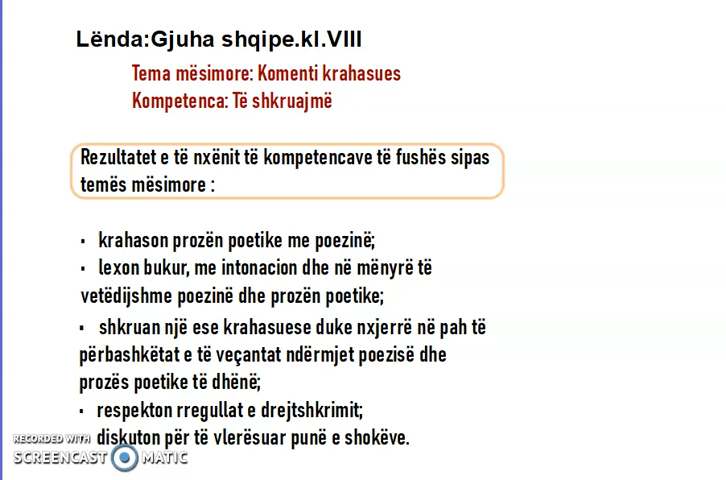 Lënda:Gjuha shqipe.kl.VIII
Tema mësimore: Komenti krahasues
Kompetenca: Të shkruajmë
Rezultatet e të nxënit të kompetencave të fushës sipas
temës mësimore :
▪ krahason prozën poetike me poezinë;
▪ lexon bukur, me intonacion dhe në mënyrë të
vetëdijshme poezinë dhe prozën poetike;
▪ shkruan një ese krahasuese duke nxjerrë në pah të
përbashkëtat e të veçantat ndërmjet poezisë dhe
prozës poetike të dhënë;
▪ respekton rregullat e drejtshkrimit;
diskuton për të vlerësuar punë e shokëve.
RECORDED WITH
SCREENCAST MATIC